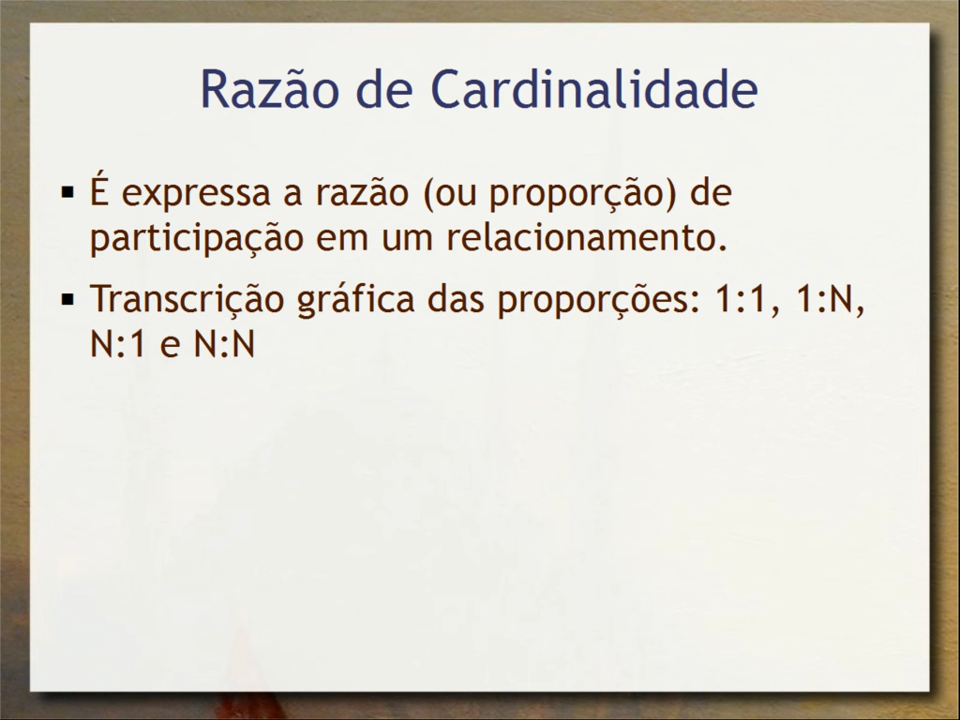 Razão de Cardinalidade
▪ É expressa a razão (ou proporção) de
participação em um relacionamento.
▪ Transcrição gráfica das proporções: 1:1, 1:N,
N:1 e N:N